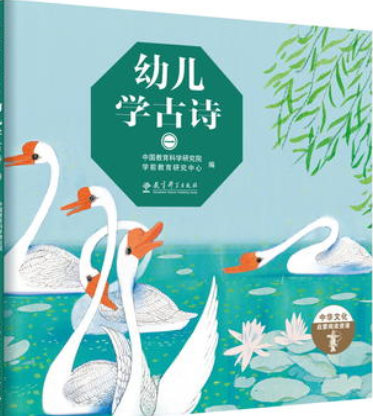 幼儿
学古诗
一
中国教育科学研究院
学前教育研究中心 编
教育科学出版社
中华文化
启蒙阅读资源